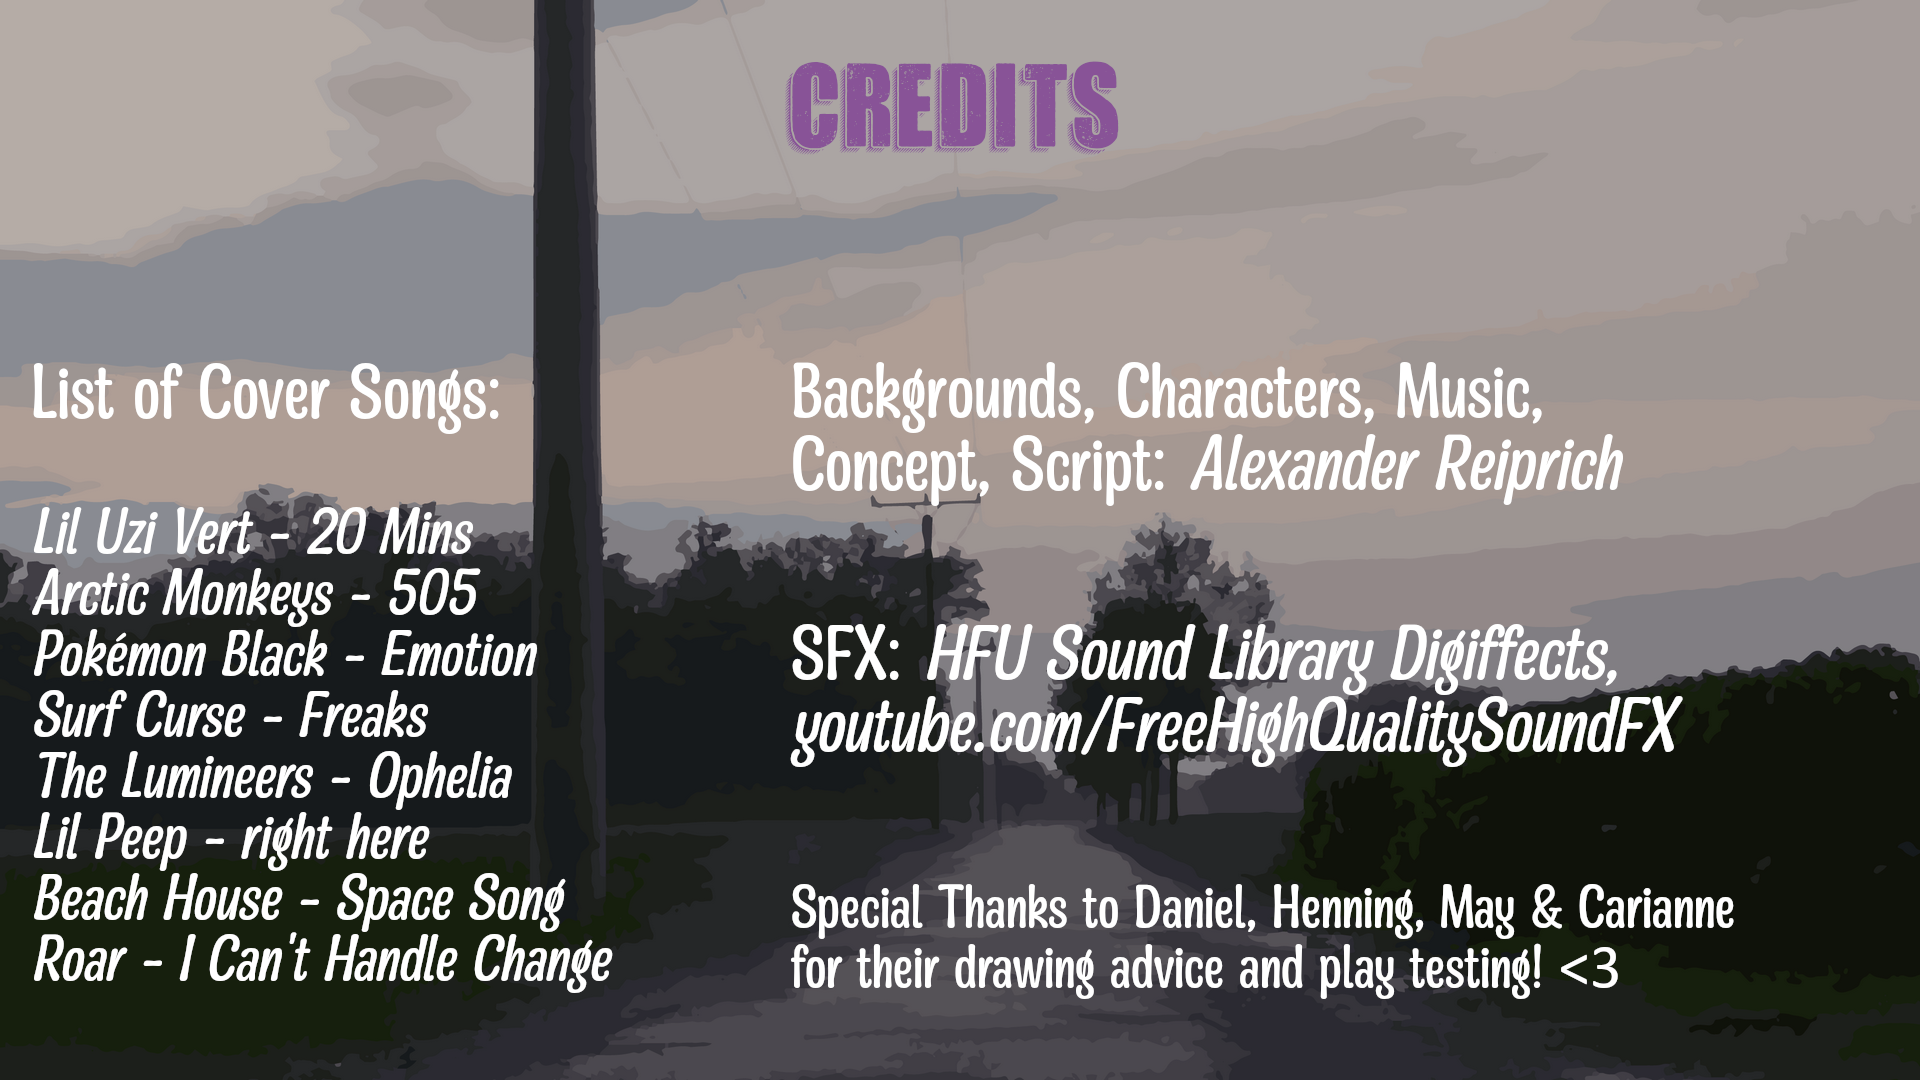 CREDITS
List of Cover Songs:
Lil Uzi Vert - 20 Mins
Arctic Monkeys - 505
Pokémon Black - Emotion
Surf Curse - Freaks
The Lumineers - Ophelia
Lil Peep - right here
Beach House - Space Song
Roar - I Can't Handle Change
Backgrounds, Characters, Music,
Concept, Script: Alexander Reiprich
SFX: HFU Sound Library Digiffects,
youtube.com/FreeHighQualitySoundFX
Special Thanks to Daniel, Henning, May & Carianne
for their drawing advice and play testing! <3